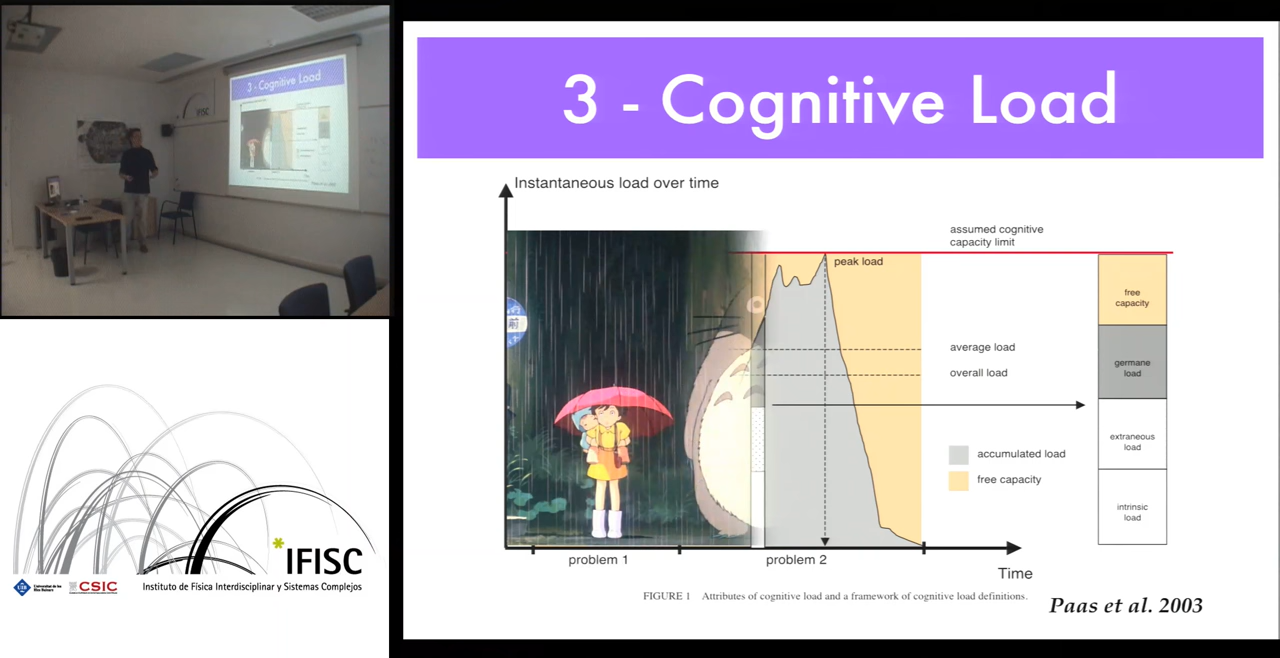 3 - Cognitive Load
IFISC
3 - Cognitive Load
Instantaneous load over time
assumed cognitive
capacity limit
peak load
free
capacity
average load
germane
load
overall load
extraneous
load
accumulated load
free capacity
intrinsic
load
problem 1
problem 2
Time
FIGURE 1 Attributes of cognitive load and a framework of cognitive load definitions.
Paas et al. 2003
*IFISC
CSIC
Instituto de Física Interdisciplinar y Sistemas Complejos